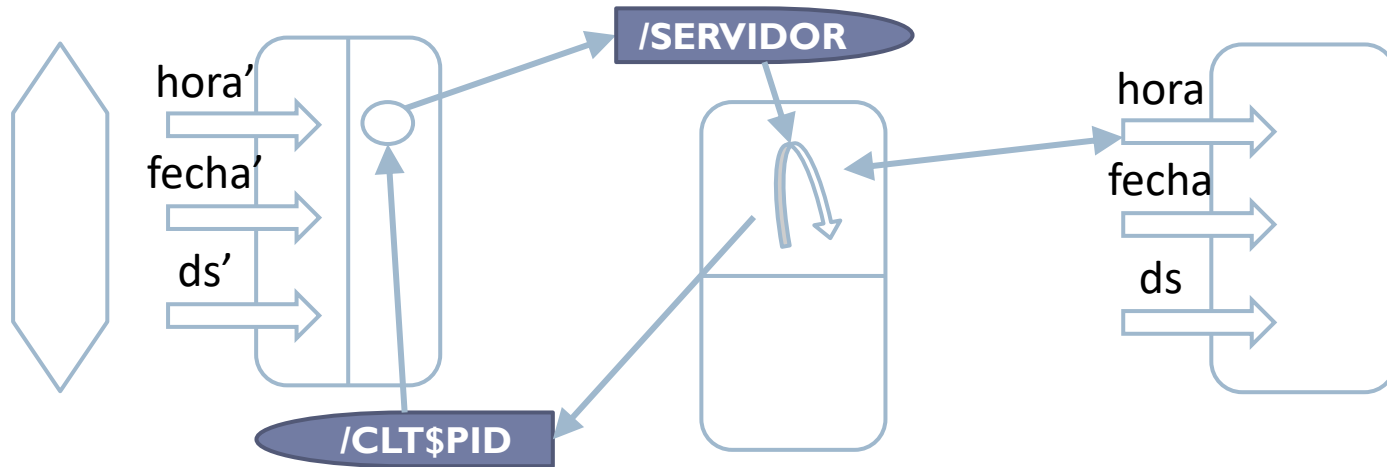 /SERVIDOR
hora’
hora
fecha’
fecha
ds’
ds
/CLT$PID